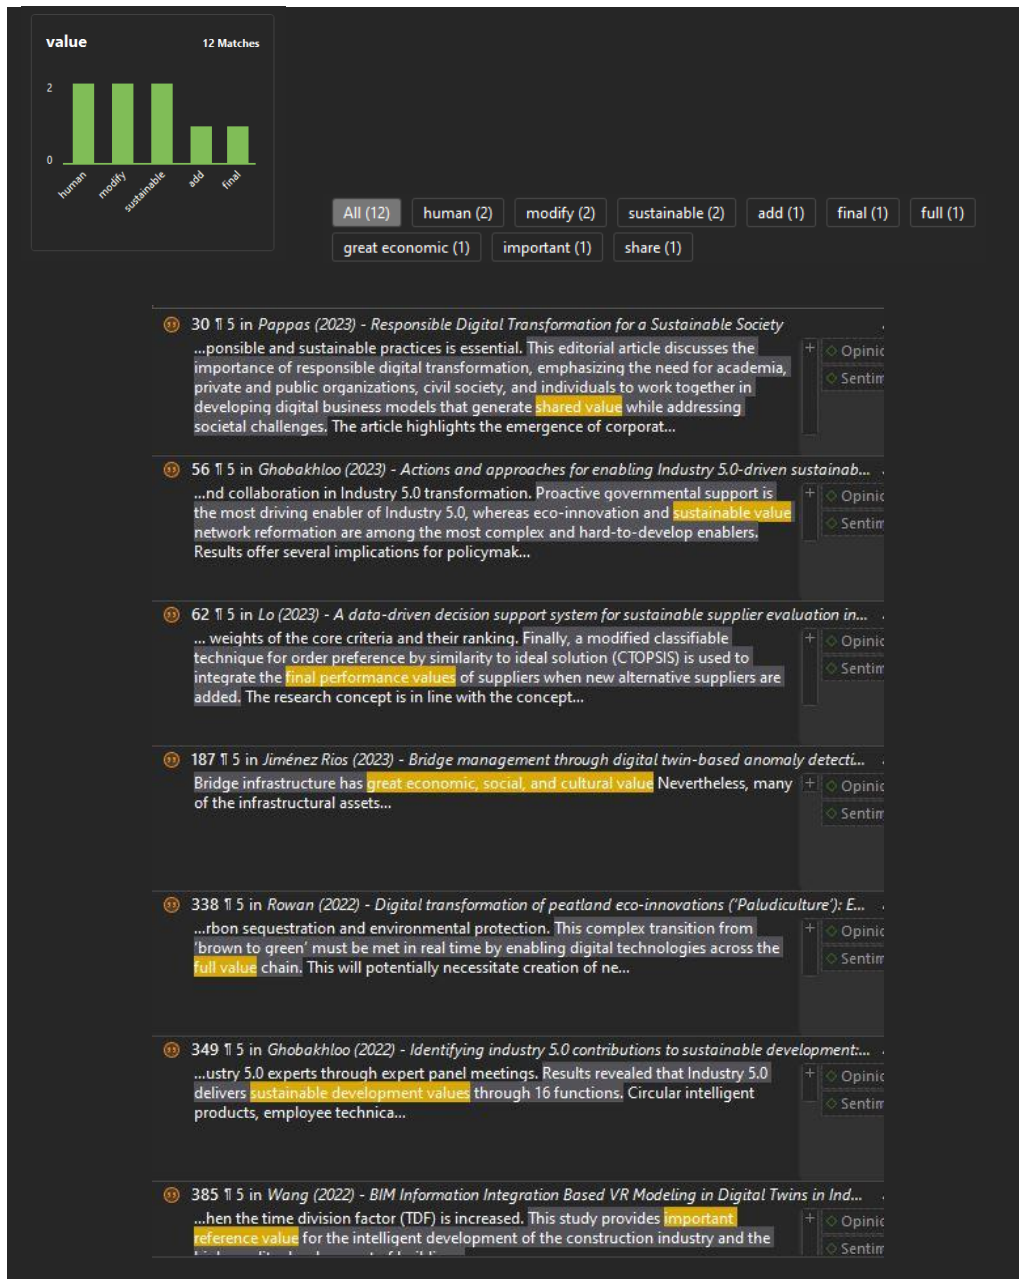 value
12 Matches
2
0
human
modify
sustainable
add
final
All (12)
human (2)
modify (2)
sustainable (2)
add (1)
final (1)
full (1)
great economic (1)
important (1)
share (1)
30 ¶ 5 in Pappas (2023) - Responsible Digital Transformation for a Sustainable Society
...ponsible and sustainable practices is essential. This editorial article discusses the
importance of responsible digital transformation, emphasizing the need for academia,
private and public organizations, civil society, and individuals to work together in
developing digital business models that generate shared value while addressing
societal challenges. The article highlights the emergence of corporat...
+
Opinic
Sentim
56 ¶ 5 in Ghobakhloo (2023) - Actions and approaches for enabling Industry 5.0-driven sustainab...
...nd collaboration in Industry 5.0 transformation. Proactive governmental support is
the most driving enabler of Industry 5.0, whereas eco-innovation and sustainable value
network reformation are among the most complex and hard-to-develop enablers.
Results offer several implications for policymak...
+
Opinic
Sentim
62 ¶ 5 in Lo (2023) - A data-driven decision support system for sustainable supplier evaluation in...
... weights of the core criteria and their ranking. Finally, a modified classifiable
technique for order preference by similarity to ideal solution (CTOPSIS) is used to
integrate the final performance values of suppliers when new alternative suppliers are
added. The research concept is in line with the concept...
+
Opinic
Sentim
187 ¶ 5 in Jiménez Rios (2023) - Bridge management through digital twin-based anomaly detecti...
Bridge infrastructure has great economic, social, and cultural value Nevertheless, many
of the infrastructural assets...
+
Opinic
Sentim
338 ¶ 5 in Rowan (2022) - Digital transformation of peatland eco-innovations (‘Paludiculture’): E...
...rbon sequestration and environmental protection. This complex transition from
‘brown to green’ must be met in real time by enabling digital technologies across the
full value chain. This will potentially necessitate creation of ne...
+
Opinic
Sentim
349 ¶ 5 in Ghobakhloo (2022) - Identifying industry 5.0 contributions to sustainable development:...
...ustry 5.0 experts through expert panel meetings. Results revealed that Industry 5.0
delivers sustainable development values through 16 functions. Circular intelligent
products, employee technica...
+
Opinic
Sentim
385 ¶ 5 in Wang (2022) - BIM Information Integration Based VR Modeling in Digital Twins in Ind...
...hen the time division factor (TDF) is increased. This study provides important
reference value for the intelligent development of the construction industry and the
+
Opinic
Sentim